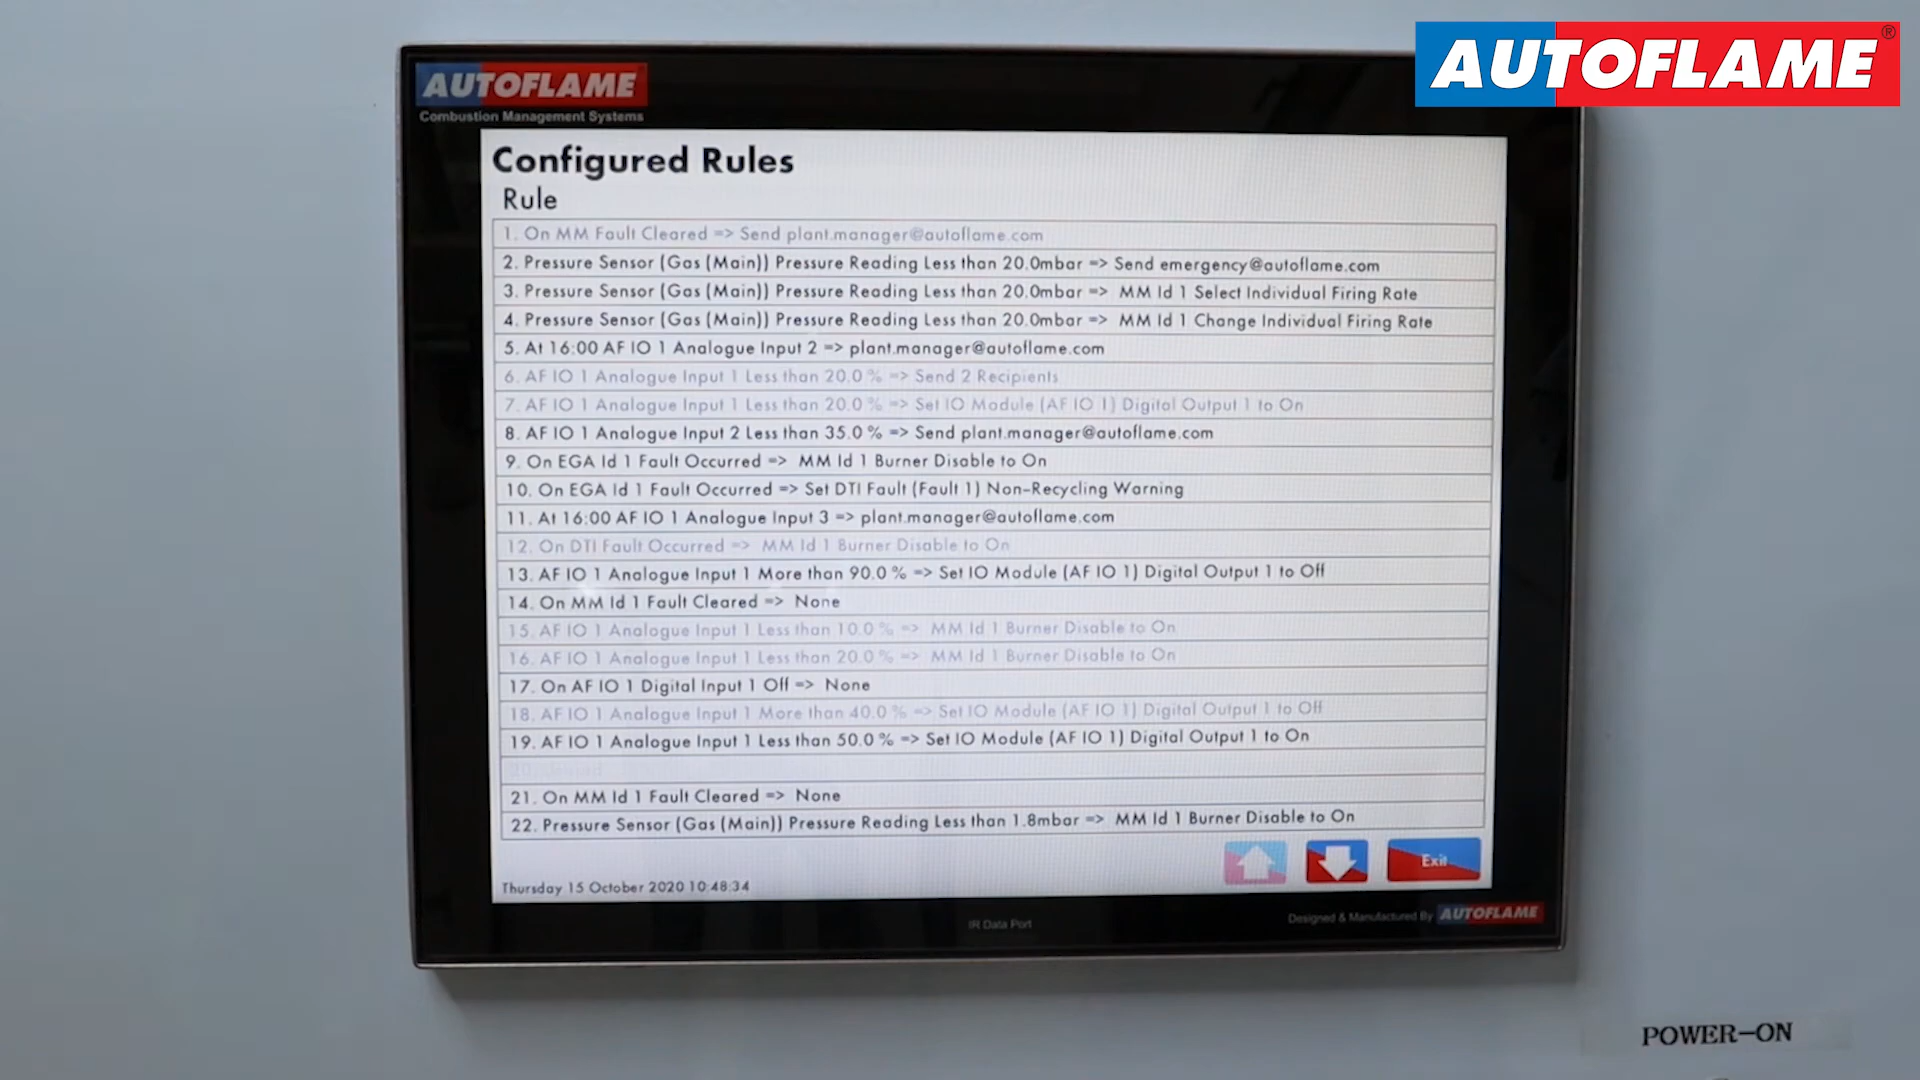 AUTOFLAME®
AUTOFLAME
Combustion Management Systems
Configured Rules
Rule
1. On MM Fault Cleared => Send plant.manager@autoflame.com
2. Pressure Sensor (Gas (Main)) Pressure Reading Less than 20.0mbar => Send emergency@autoflame.com
3. Pressure Sensor (Gas (Main)) Pressure Reading Less than 20.0mbar => MM Id 1 Select Individual Firing Rate
4. Pressure Sensor (Gas (Main)) Pressure Reading Less than 20.0mbar => MM Id 1 Change Individual Firing Rate
5. At 16:00 AF IO 1 Analogue Input 2 => plant.manager@autoflame.com
6. AF IO 1 Analogue Input 1 Less than 20.0 % => Send 2 Recipients
7. AF IO 1 Analogue Input 1 Less than 20.0 % => Set IO Module (AF IO 1) Digital Output 1 to On
8. AF IO 1 Analogue Input 2 Less than 35.0 % => Send plant.manager@autoflame.com
9. On EGA Id 1 Fault Occurred => MM Id 1 Burner Disable to On
10. On EGA Id 1 Fault Occurred => Set DTI Fault (Fault 1) Non-Recycling Warning
11. At 16:00 AF IO 1 Analogue Input 3 => plant.manager@autoflame.com
12. On DTI Fault Occurred => MM Id 1 Burner Disable to On
13. AF IO 1 Analogue Input 1 More than 90.0 % => Set IO Module (AF IO 1) Digital Output 1 to Off
14. On MM Id 1 Fault Cleared => None
15. AF IO 1 Analogue Input 1 Less than 10.0 % => MM Id 1 Burner Disable to On
16. AF IO 1 Analogue Input 1 Less than 20.0 % => MM Id 1 Burner Disable to On
17. On AF IO 1 Digital Input 1 Off => None
18. AF IO 1 Analogue Input 1 More than 40.0 % => Set IO Module (AF IO 1) Digital Output 1 to Off
19. AF IO 1 Analogue Input 1 Less than 50.0 % => Set IO Module (AF IO 1) Digital Output 1 to On
20.
21. On MM Id 1 Fault Cleared => None
22. Pressure Sensor (Gas (Main)) Pressure Reading Less than 1.8mbar => MM Id 1 Burner Disable to On
Exit
Thursday 15 October 2020 10:48:34
IR Data Port
Designed & Manufactured By AUTOFLAME
POWER-ON